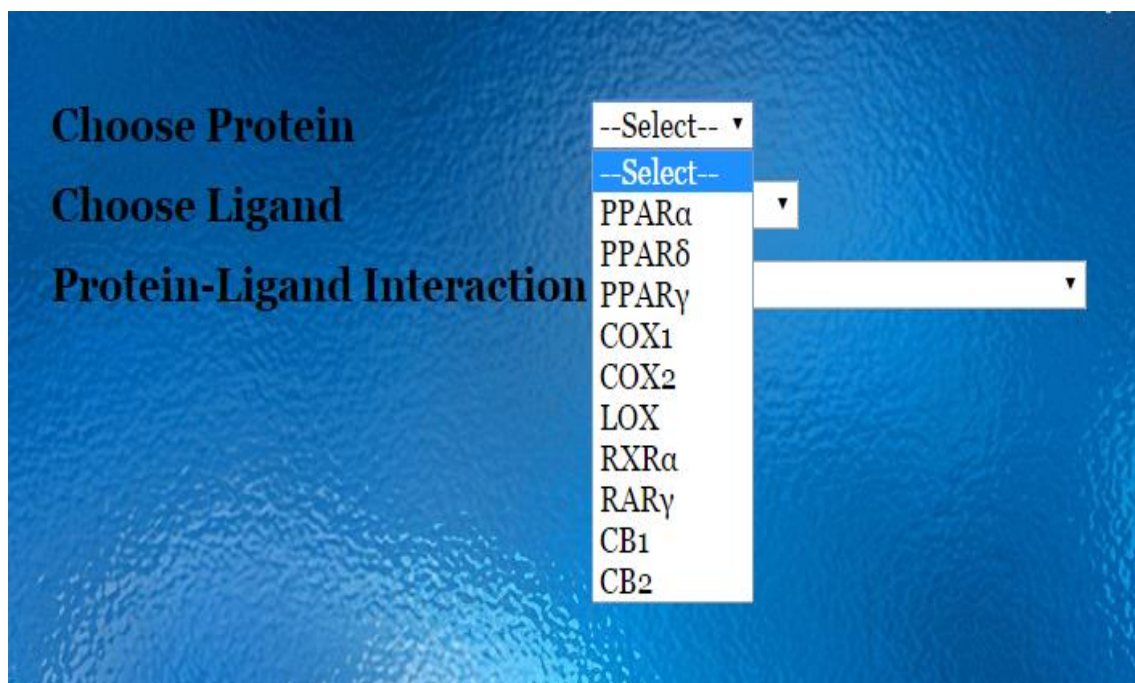 Choose Protein --Select--
--Select--
Choose Ligand
PPARα
PPARδ
Protein-Ligand Interaction
PPARγ
COX1
COX2
LOX
RXRα
RARγ
CB1
CB2